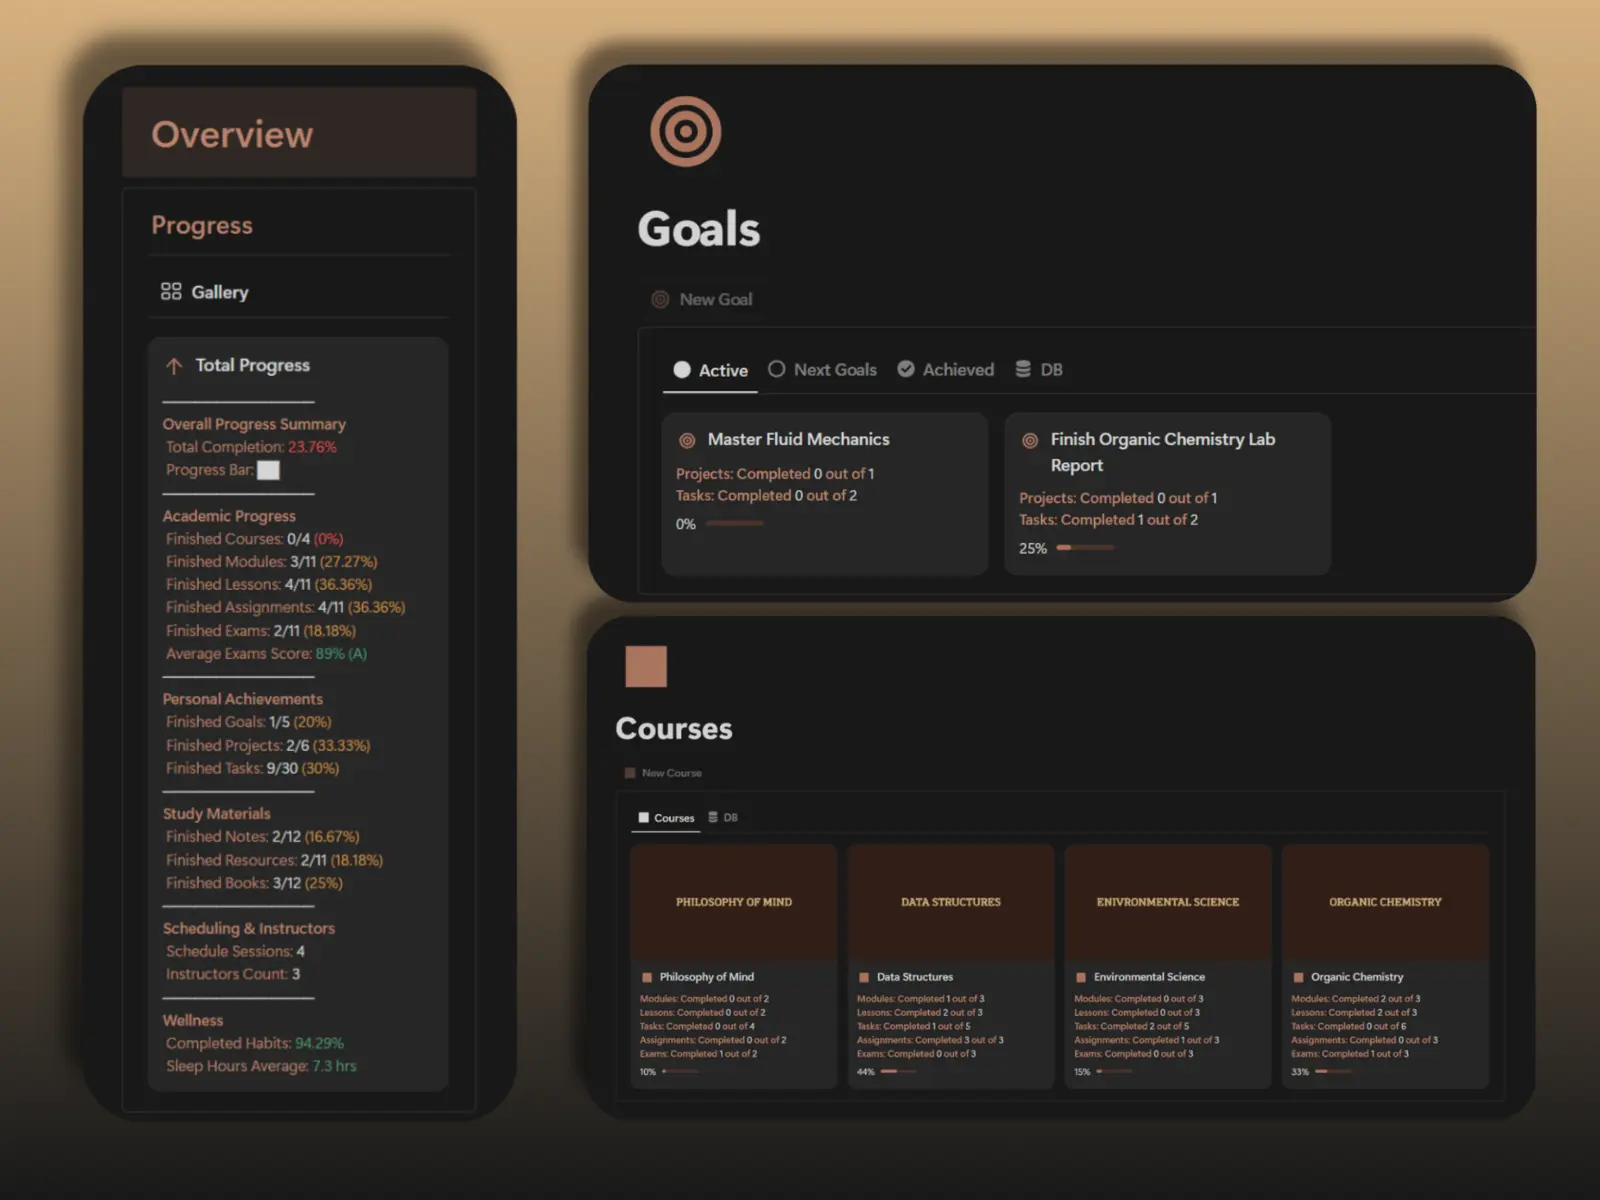 Overview
Progress
Gallery
Total Progress
Overall Progress Summary
Total Completion: 23.76%
Progress Bar:
Academic Progress
Finished Courses: 0/4 (0%)
Finished Modules: 3/11 (27.27%)
Finished Lessons: 4/11 (36.36%)
Finished Assignments: 4/11 (36.36%)
Finished Exams: 2/11 (18.18%)
Average Exams Score: 89% (A)
Personal Achievements
Finished Goals: 1/5 (20%)
Finished Projects: 2/6 (33.33%)
Finished Tasks: 9/30 (30%)
Study Materials
Finished Notes: 2/12 (16.67%)
Finished Resources: 2/11 (18.18%)
Finished Books: 3/12 (25%)
Scheduling & Instructors
Schedule Sessions: 4
Instructors Count: 3
Wellness
Completed Habits: 94.29%
Sleep Hours Average: 7.3 hrs
Goals
New Goal
Active Next Goals Achieved DB
Master Fluid Mechanics
Projects: Completed 0 out of 1
Tasks: Completed 0 out of 2
0%
Finish Organic Chemistry Lab
Report
Projects: Completed 0 out of 1
Tasks: Completed 1 out of 2
25%
Courses
New Course
Courses DB
PHILOSOPHY OF MIND
Philosophy of Mind
Modules: Completed 0 out of 2
Lessons: Completed 0 out of 2
Tasks: Completed 0 out of 4
Assignments: Completed 0 out of 2
Exams: Completed 1 out of 2
10%
DATA STRUCTURES
Data Structures
Modules: Completed 1 out of 3
Lessons: Completed 2 out of 3
Tasks: Completed 1 out of 5
Assignments: Completed 3 out of 3
Exams: Completed 0 out of 3
44%
ENIVRONMENTAL SCIENCE
Environmental Science
Modules: Completed 0 out of 3
Lessons: Completed 0 out of 3
Tasks: Completed 2 out of 5
Assignments: Completed 1 out of 3
Exams: Completed 0 out of 3
15%
ORGANIC CHEMISTRY
Organic Chemistry
Modules: Completed 2 out of 3
Lessons: Completed 2 out of 3
Tasks: Completed 0 out of 6
Assignments: Completed 0 out of 3
Exams: Completed 1 out of 3
33%